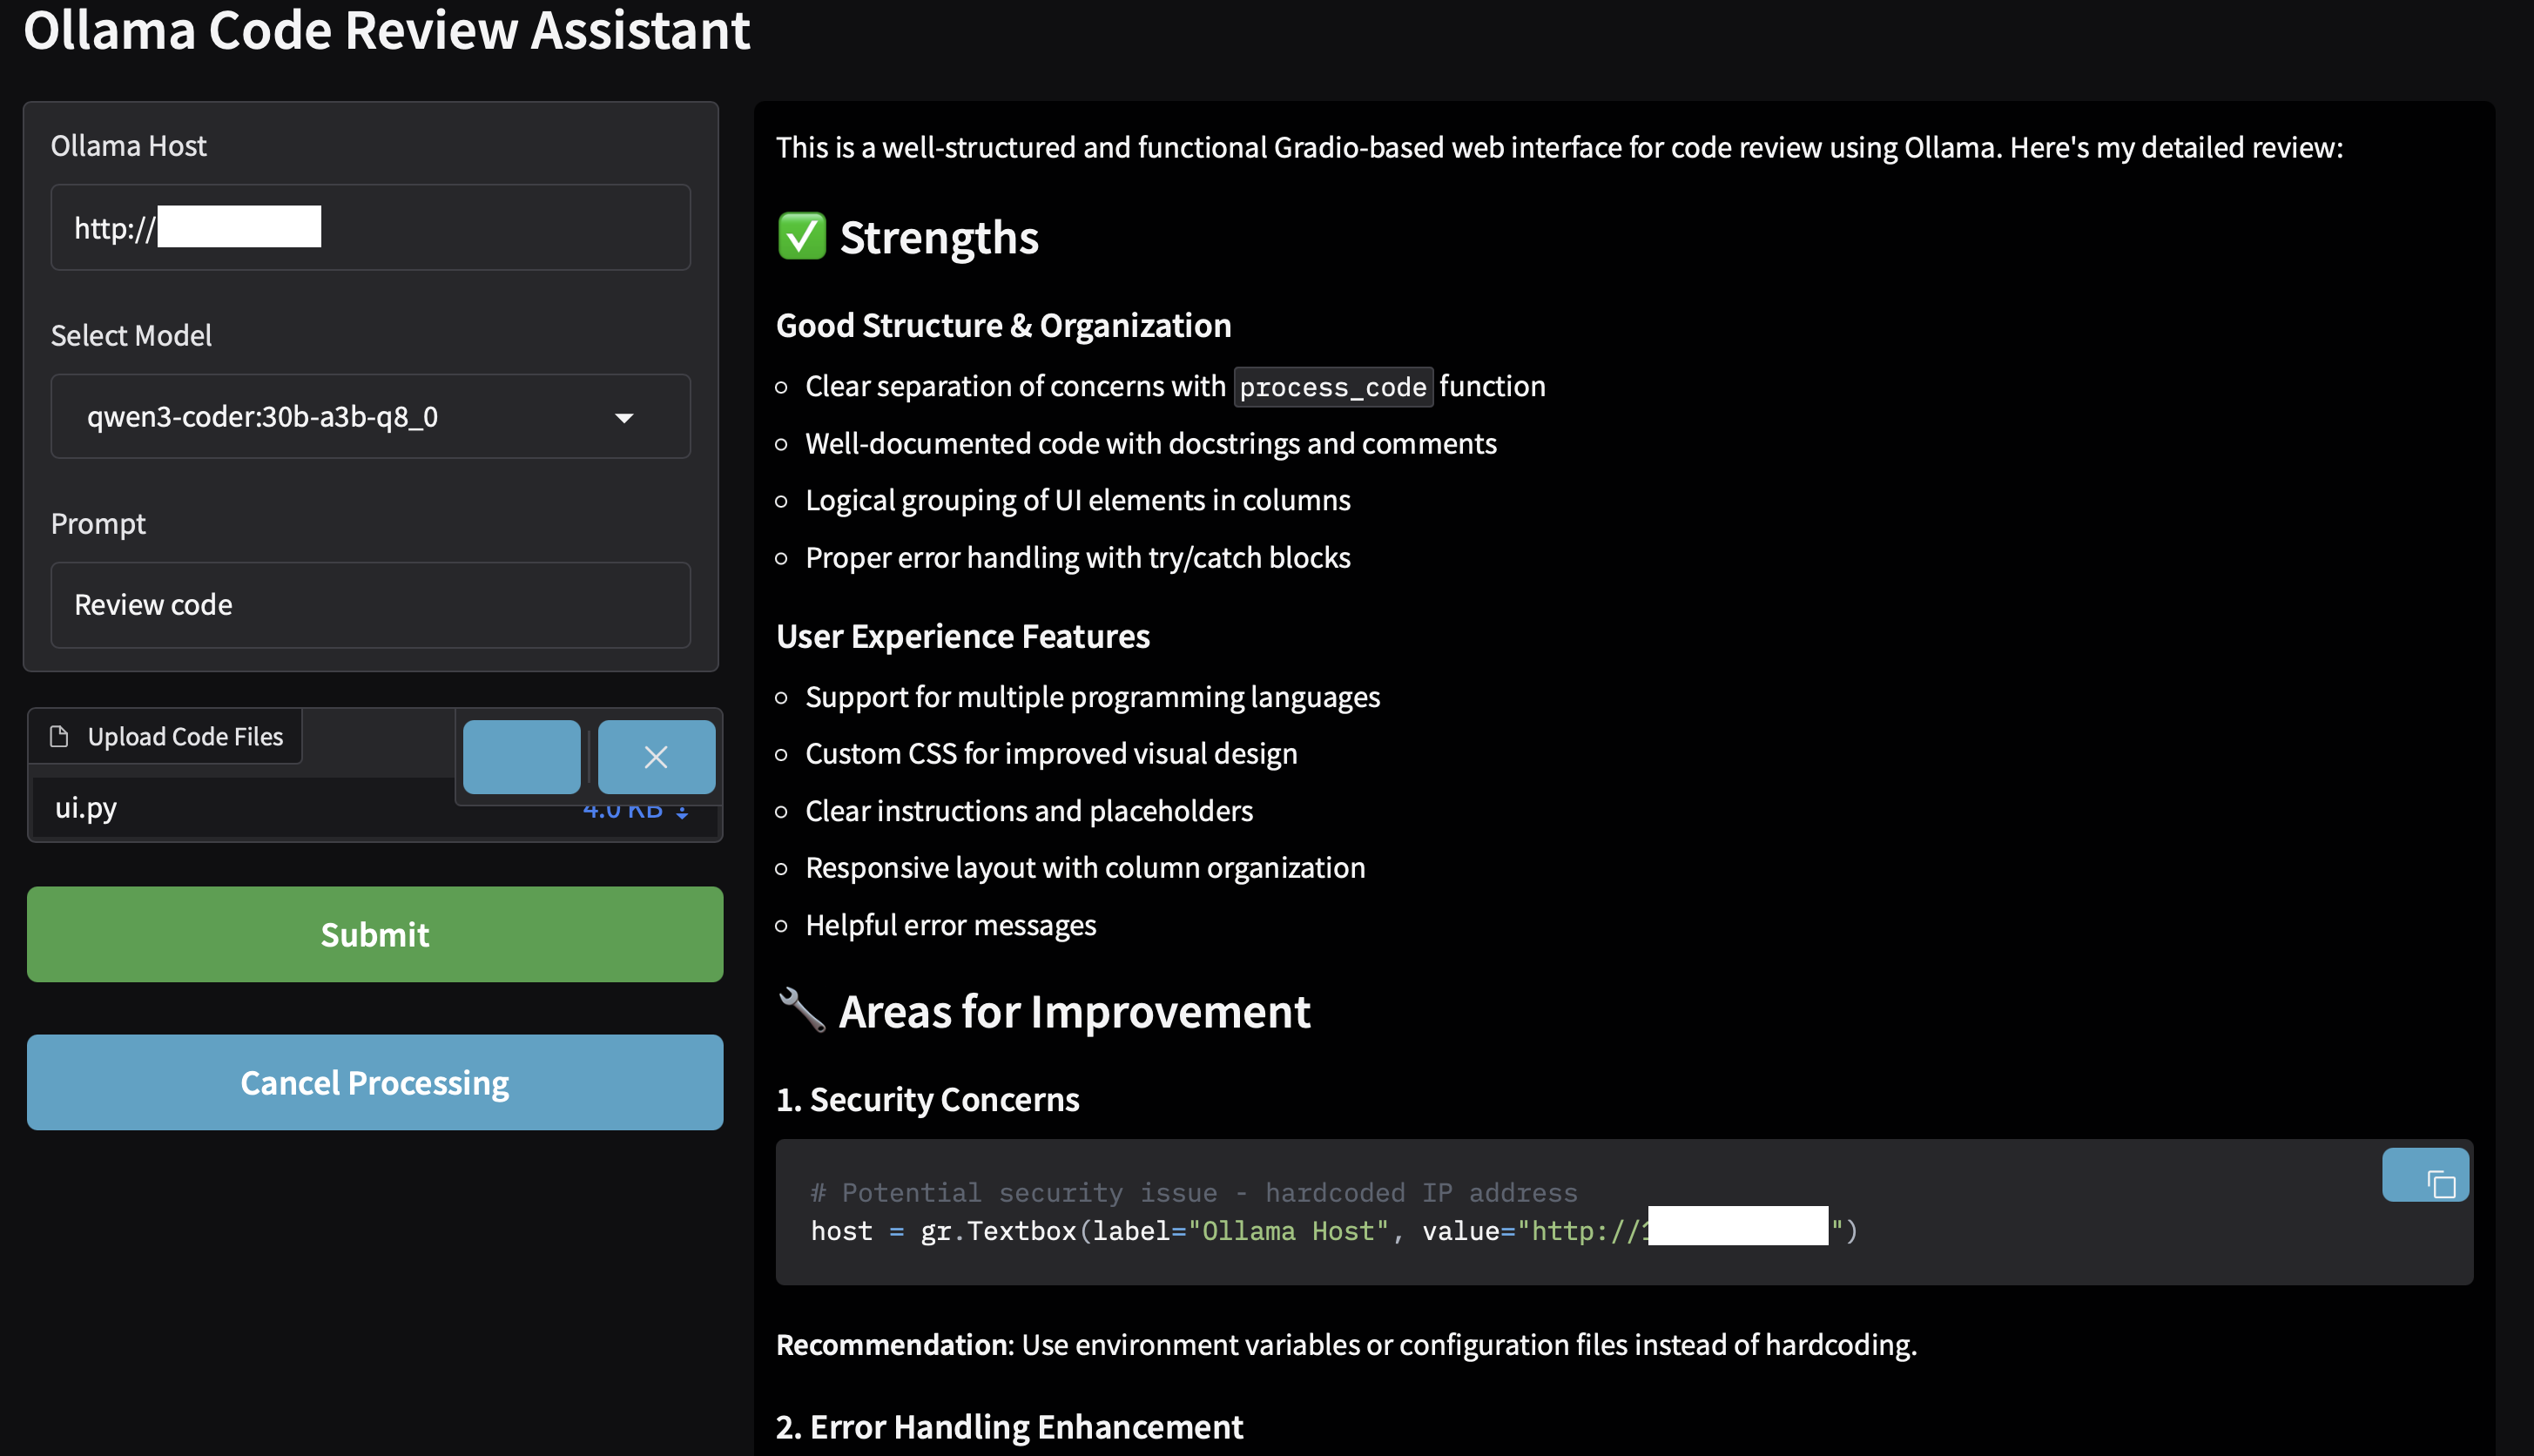 Ollama Code Review Assistant
Ollama Host
http://
Select Model
qwen3-coder:30b-a3b-q8_0
Prompt
Review code
Upload Code Files
ui.py
4.0 KB
Submit
Cancel Processing
This is a well-structured and functional Gradio-based web interface for code review using Ollama. Here's my detailed review:
✅ Strengths
Good Structure & Organization
Clear separation of concerns with process_code function
Well-documented code with docstrings and comments
Logical grouping of UI elements in columns
Proper error handling with try/catch blocks
User Experience Features
Support for multiple programming languages
Custom CSS for improved visual design
Clear instructions and placeholders
Responsive layout with column organization
Helpful error messages
🔧 Areas for Improvement
1. Security Concerns
# Potential security issue - hardcoded IP address
host = gr.Textbox(label="Ollama Host", value="http://")
Recommendation: Use environment variables or configuration files instead of hardcoding.
2. Error Handling Enhancement